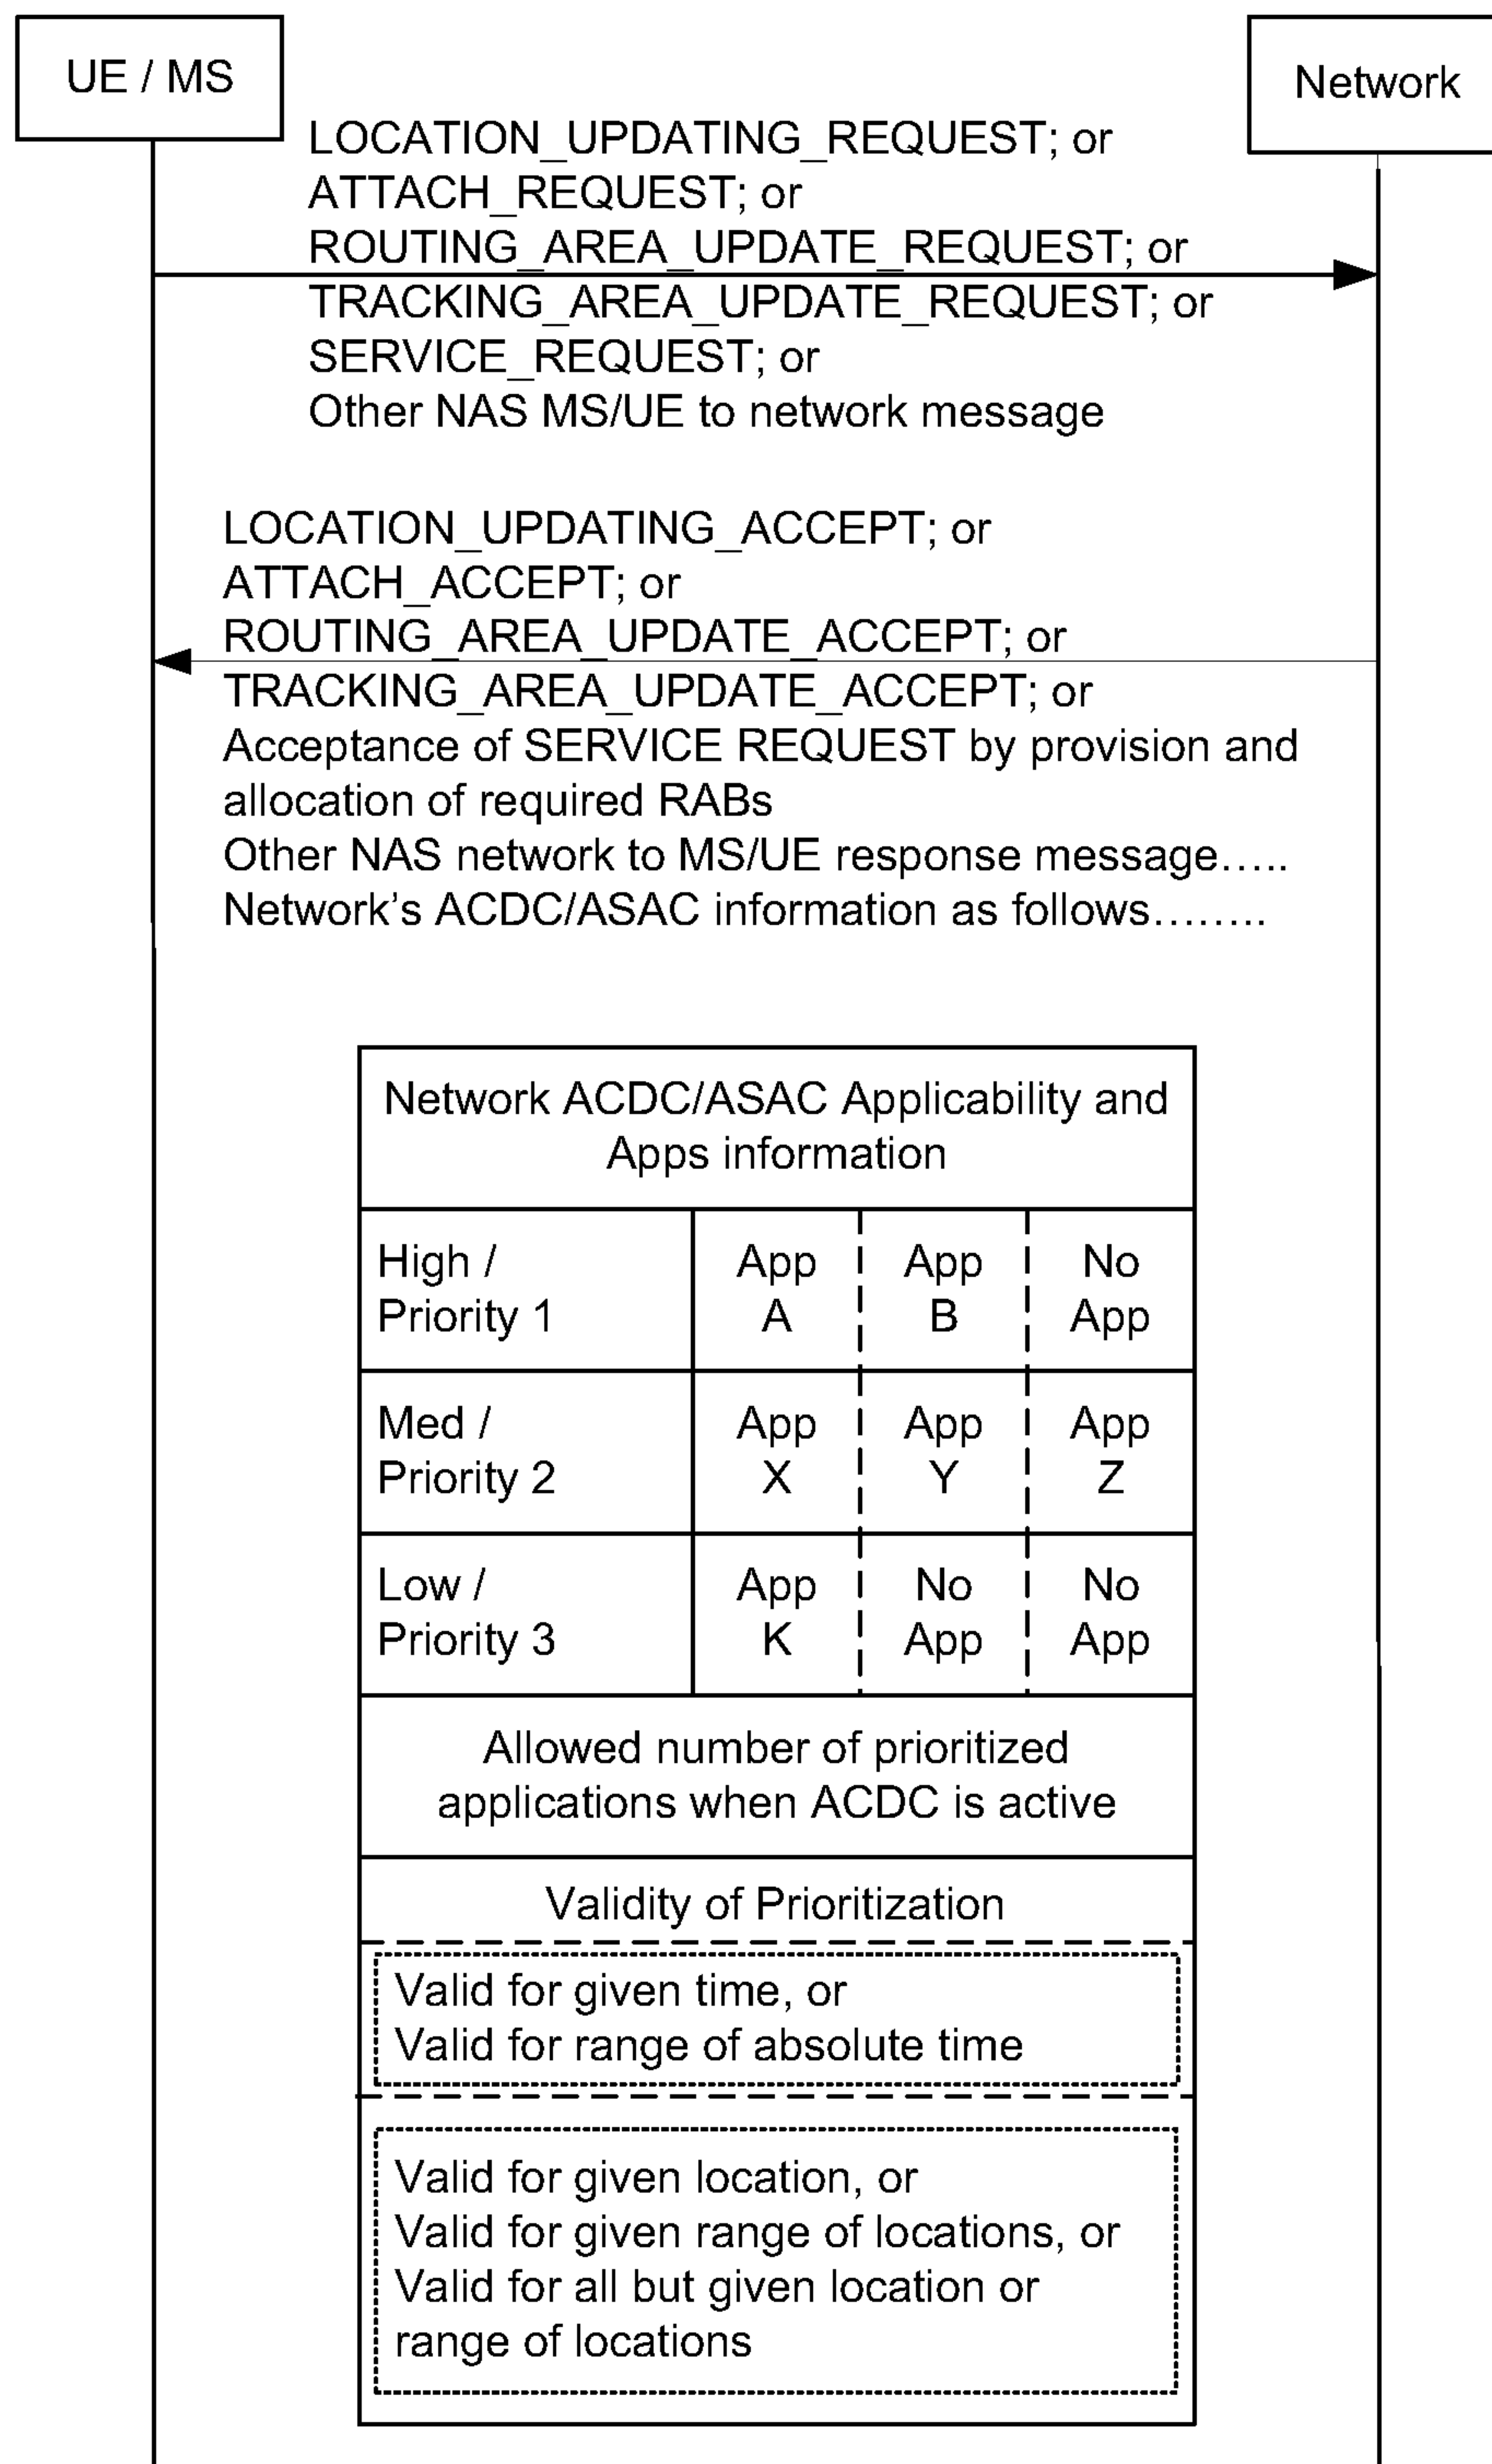 UE / MS
Network
LOCATION_UPDATING_REQUEST; or
ATTACH_REQUEST; or
ROUTING_AREA_UPDATE_REQUEST; or
TRACKING_AREA_UPDATE_REQUEST; or
SERVICE_REQUEST; or
Other NAS MS/UE to network message
LOCATION_UPDATING_ACCEPT; or
ATTACH_ACCEPT; or
ROUTING_AREA_UPDATE_ACCEPT; or
TRACKING_AREA_UPDATE_ACCEPT; or
Acceptance of SERVICE REQUEST by provision and
allocation of required RABs
Other NAS network to MS/UE response message…..
Network's ACDC/ASAC information as follows……..
Network ACDC/ASAC Applicability and
Apps information
High /
Priority 1
App
A
App
B
No
App
Med /
Priority 2
App
X
App
Y
App
Z
Low /
Priority 3
App
K
No
App
No
App
Allowed number of prioritized
applications when ACDC is active
Validity of Prioritization
Valid for given time, or
Valid for range of absolute time
Valid for given location, or
Valid for given range of locations, or
Valid for all but given location or
range of locations